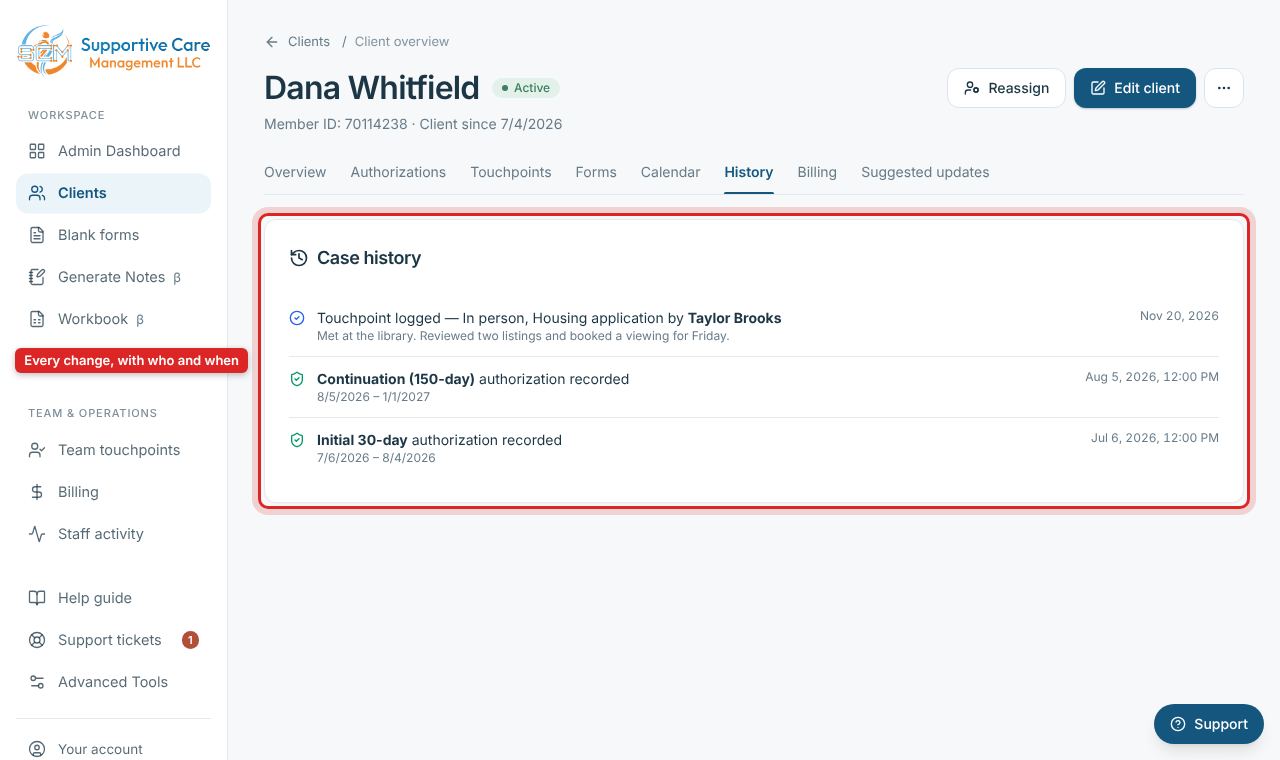 SCM
Supportive Care
Management LLC
WORKSPACE
Admin Dashboard
Clients
Blank forms
Generate Notes β
Workbook β
Every change, with who and when
TEAM & OPERATIONS
Team touchpoints
Billing
Staff activity
Help guide
Support tickets 1
Advanced Tools
Your account
Clients / Client overview
Dana Whitfield Active
Reassign
Edit client
Member ID: 70114238 · Client since 7/4/2026
Overview Authorizations Touchpoints Forms Calendar History Billing Suggested updates
Case history
Touchpoint logged — In person, Housing application by Taylor Brooks Nov 20, 2026
Met at the library. Reviewed two listings and booked a viewing for Friday.
Continuation (150-day) authorization recorded Aug 5, 2026, 12:00 PM
8/5/2026 – 1/1/2027
Initial 30-day authorization recorded Jul 6, 2026, 12:00 PM
7/6/2026 – 8/4/2026
Support